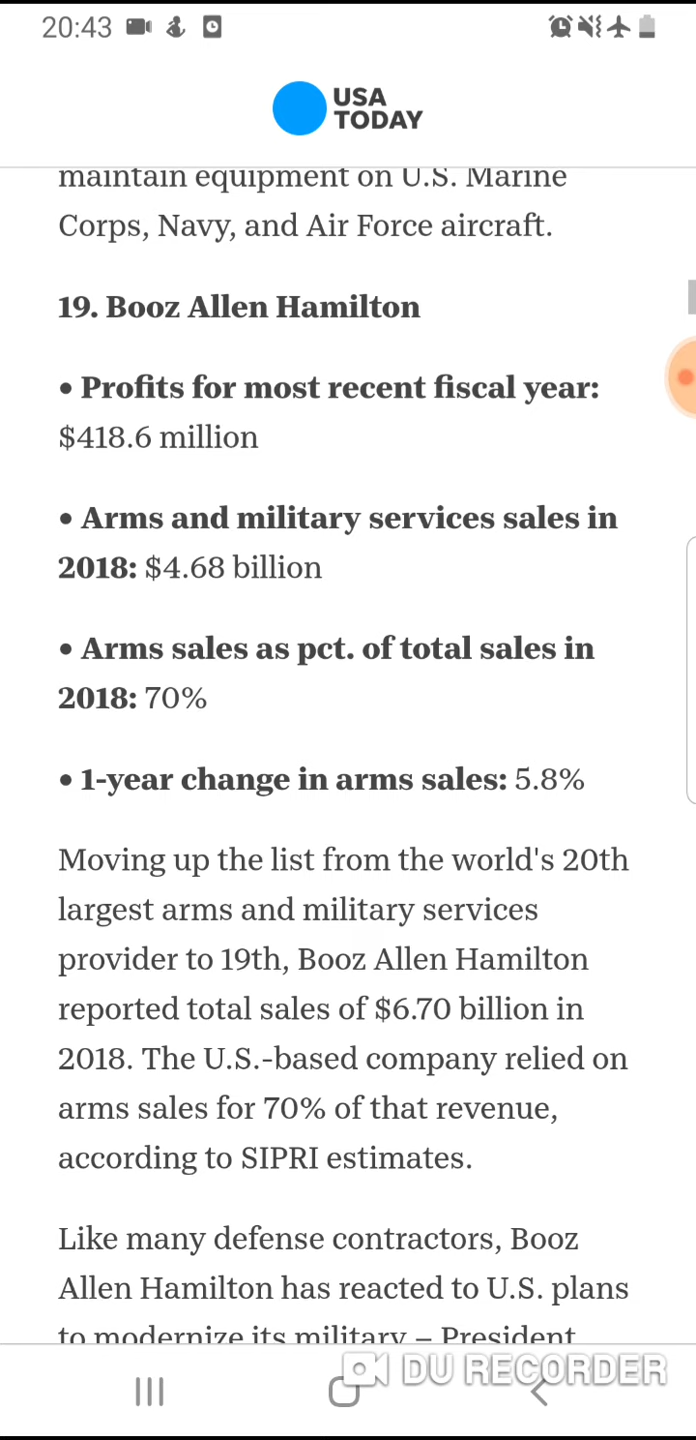 20:43
USA
TODAY
maintain equipment on U.S. Marine
Corps, Navy, and Air Force aircraft.
19. Booz Allen Hamilton
• Profits for most recent fiscal year:
$418.6 million
• Arms and military services sales in
2018: $4.68 billion
• Arms sales as pct. of total sales in
2018: 70%
• 1-year change in arms sales: 5.8%
Moving up the list from the world's 20th
largest arms and military services
provider to 19th, Booz Allen Hamilton
reported total sales of $6.70 billion in
2018. The U.S.-based company relied on
arms sales for 70% of that revenue,
according to SIPRI estimates.
Like many defense contractors, Booz
Allen Hamilton has reacted to U.S. plans
to modernize its military – President
DU RECORDER